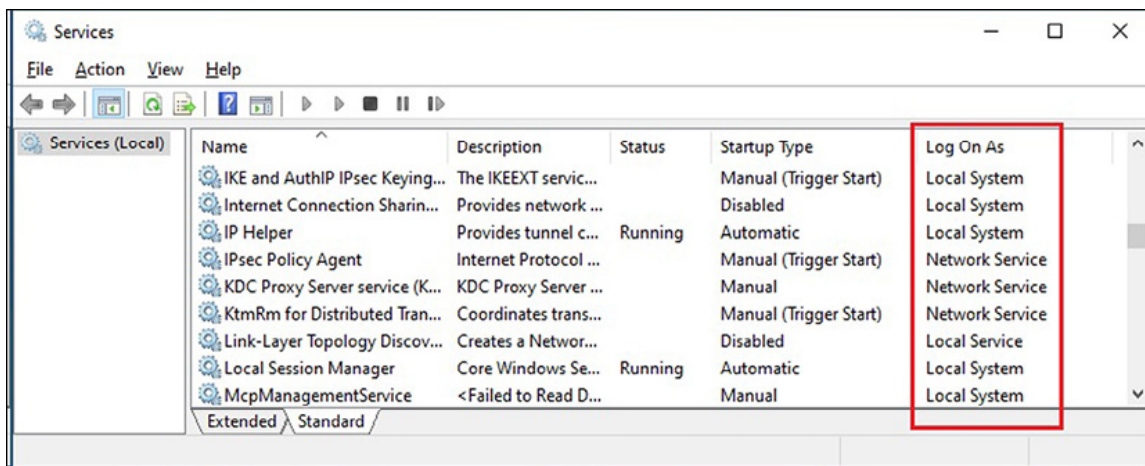 Services
File Action View Help
Services (Local)
Name Description Status Startup Type Log On As
IKE and AuthIP IPsec Keying... The IKEEXT servic... Manual (Trigger Start) Local System
Internet Connection Sharin... Provides network ... Disabled Local System
IP Helper Provides tunnel c... Running Automatic Local System
IPsec Policy Agent Internet Protocol ... Manual (Trigger Start) Network Service
KDC Proxy Server service (K... KDC Proxy Server ... Manual Network Service
KtmRm for Distributed Tran... Coordinates trans... Manual (Trigger Start) Network Service
Link-Layer Topology Discov... Creates a Networ... Disabled Local Service
Local Session Manager Core Windows Se... Running Automatic Local System
McpManagementService <Failed to Read D... Manual Local System
Extended Standard